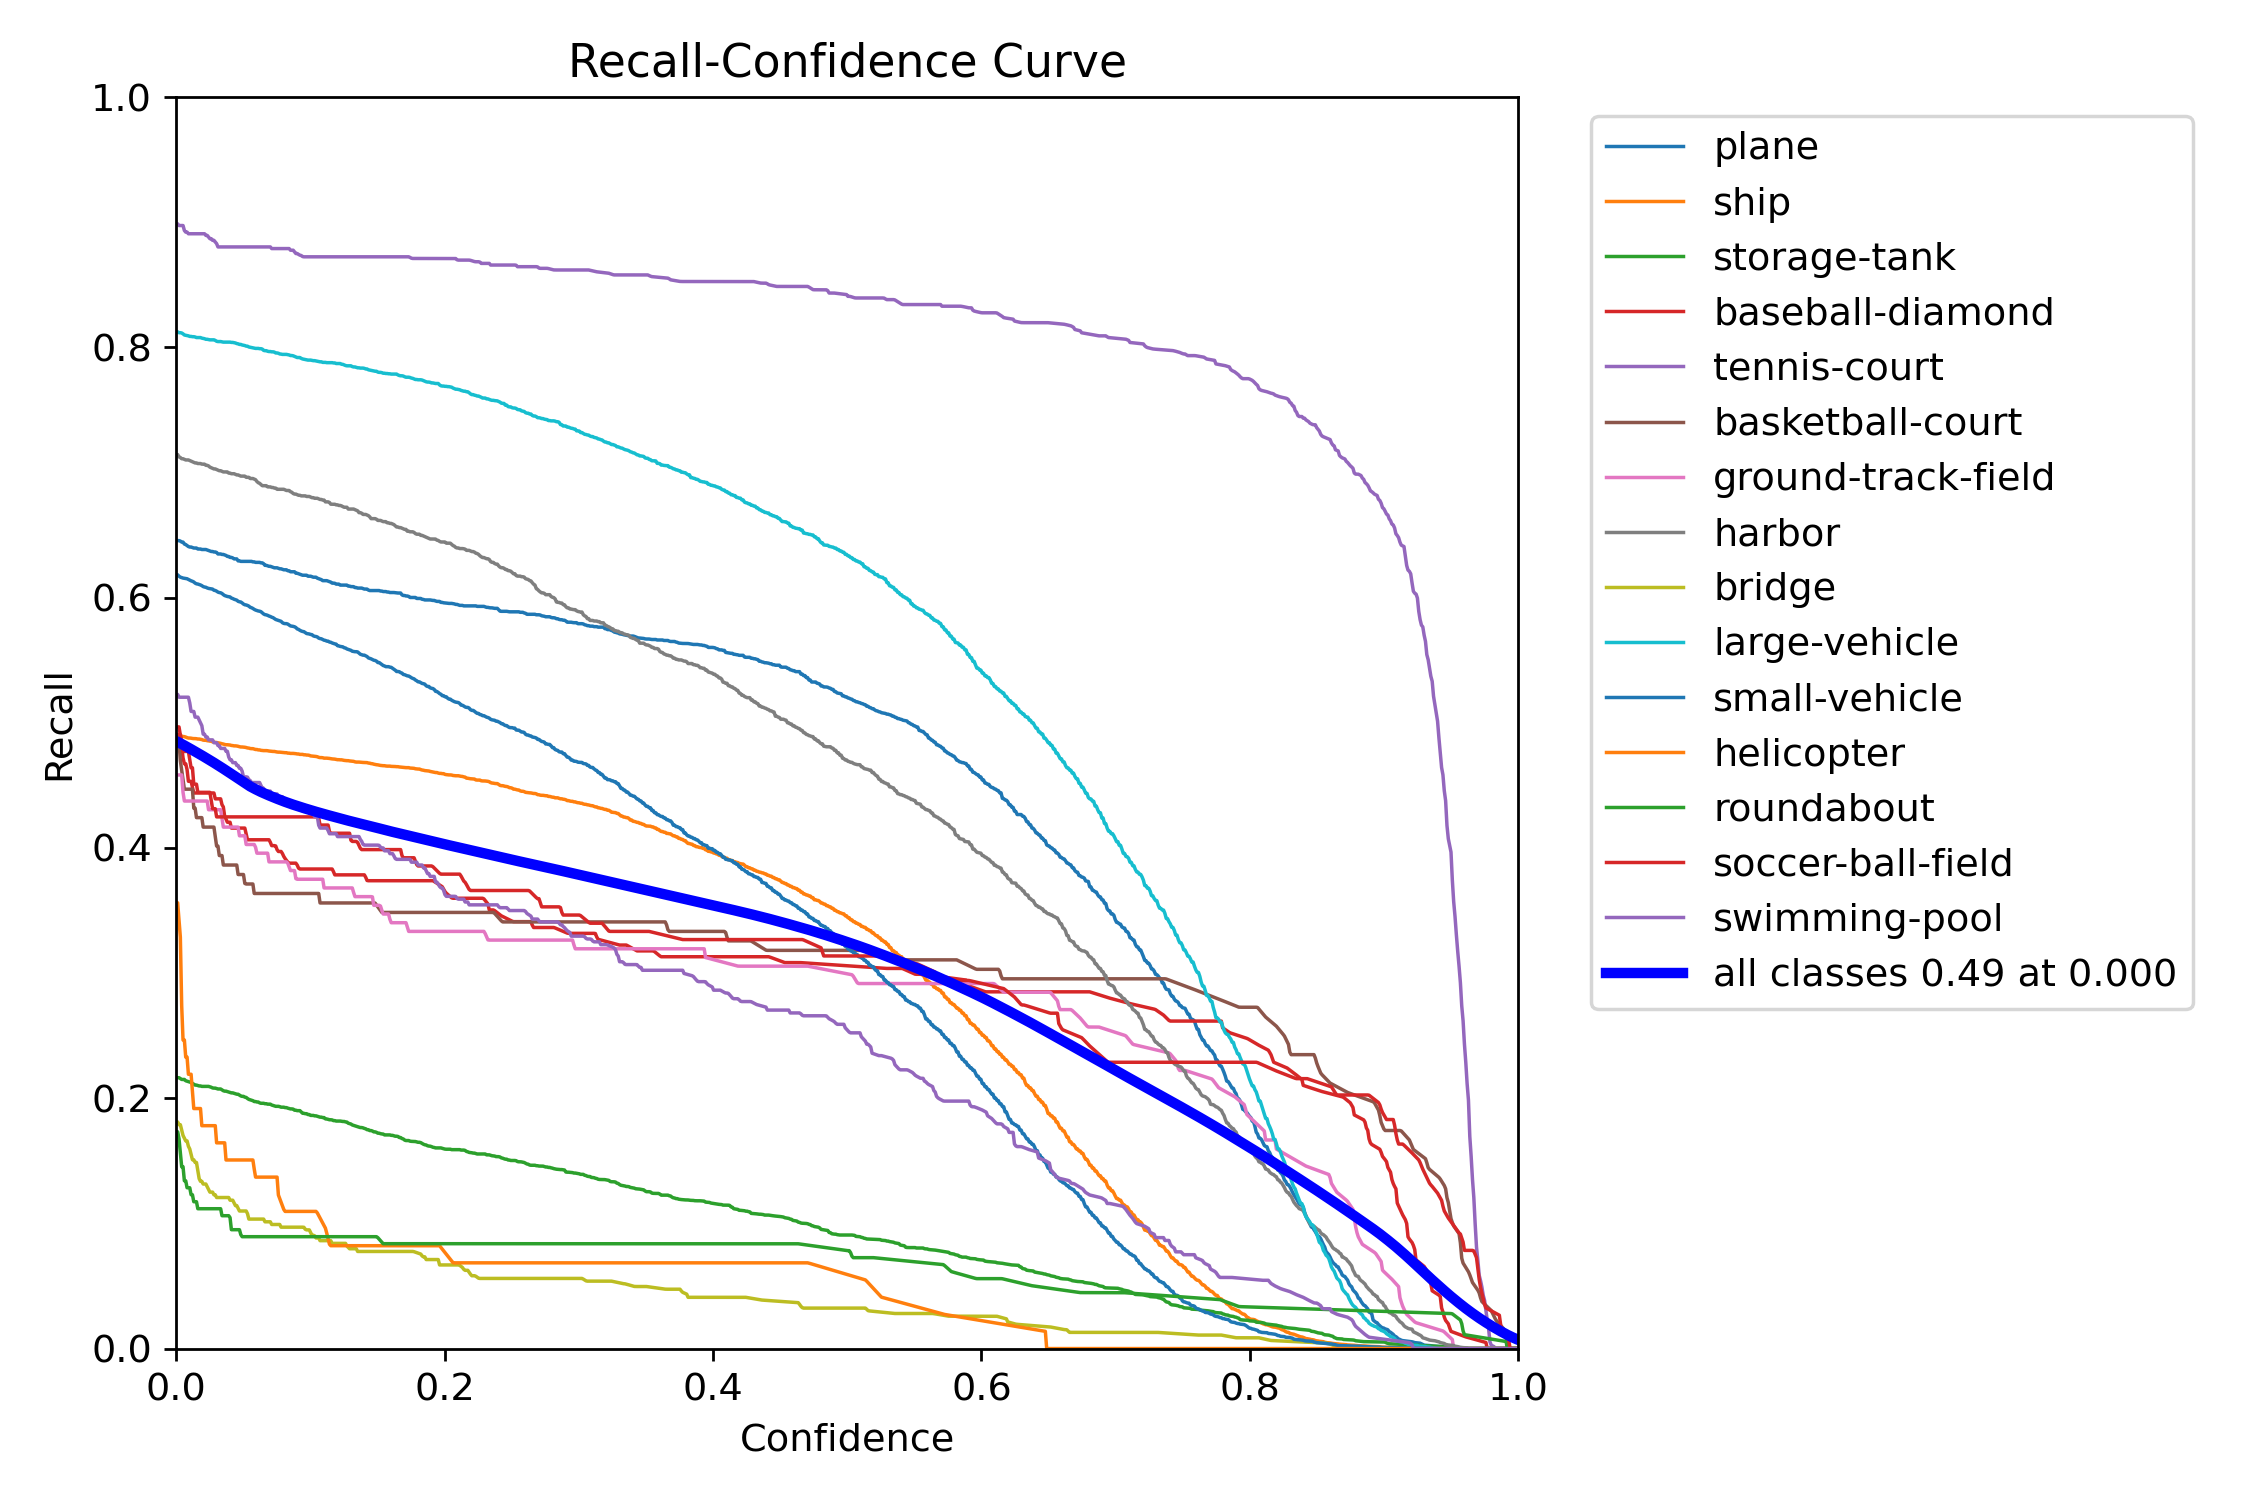 Recall-Confidence Curve
1.0
0.8
0.6
0.4
0.2
0.0
Recall
0.0 0.2 0.4 0.6 0.8 1.0
Confidence
plane
ship
storage-tank
baseball-diamond
tennis-court
basketball-court
ground-track-field
harbor
bridge
large-vehicle
small-vehicle
helicopter
roundabout
soccer-ball-field
swimming-pool
all classes 0.49 at 0.000